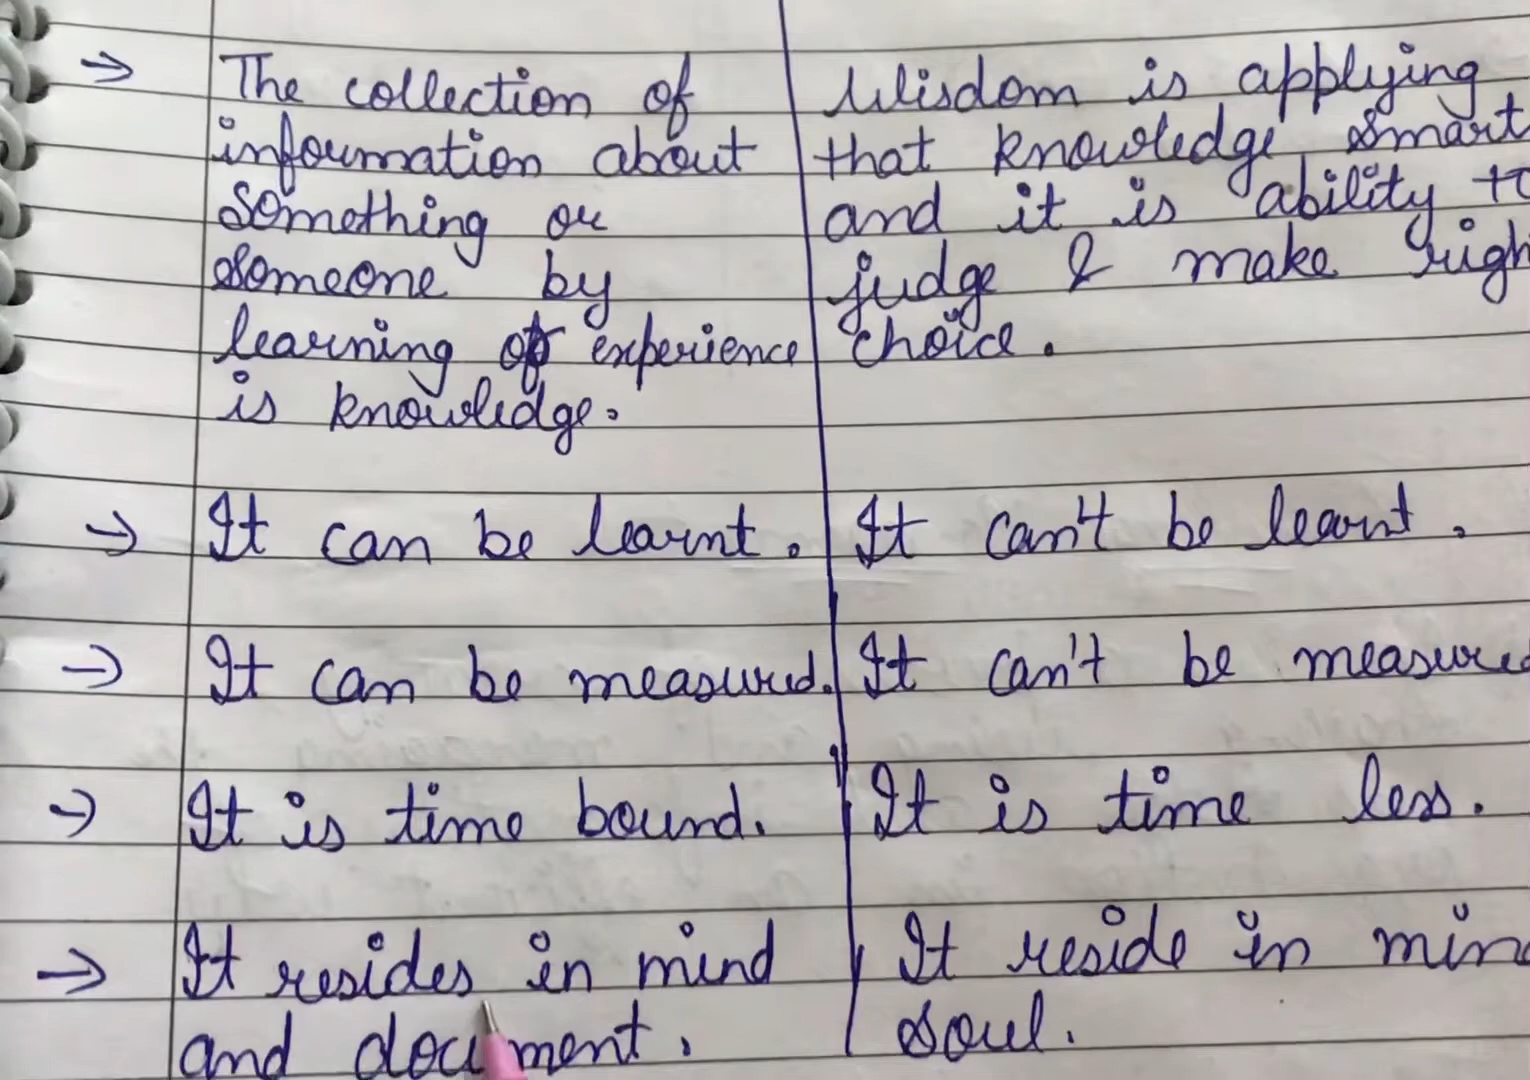 → The collection of
information about
something or
someone by
learning or experience
is knowledge.
Wisdom is applying
that knowledge smart
and it is ability to
judge & make righ
choice.
→ It can be learnt.
It can't be learnt.
→ It can be measured.
It can't be measured
→ It is time bound.
It is time less.
→ It resides in mind
and document.
It reside in min
soul.